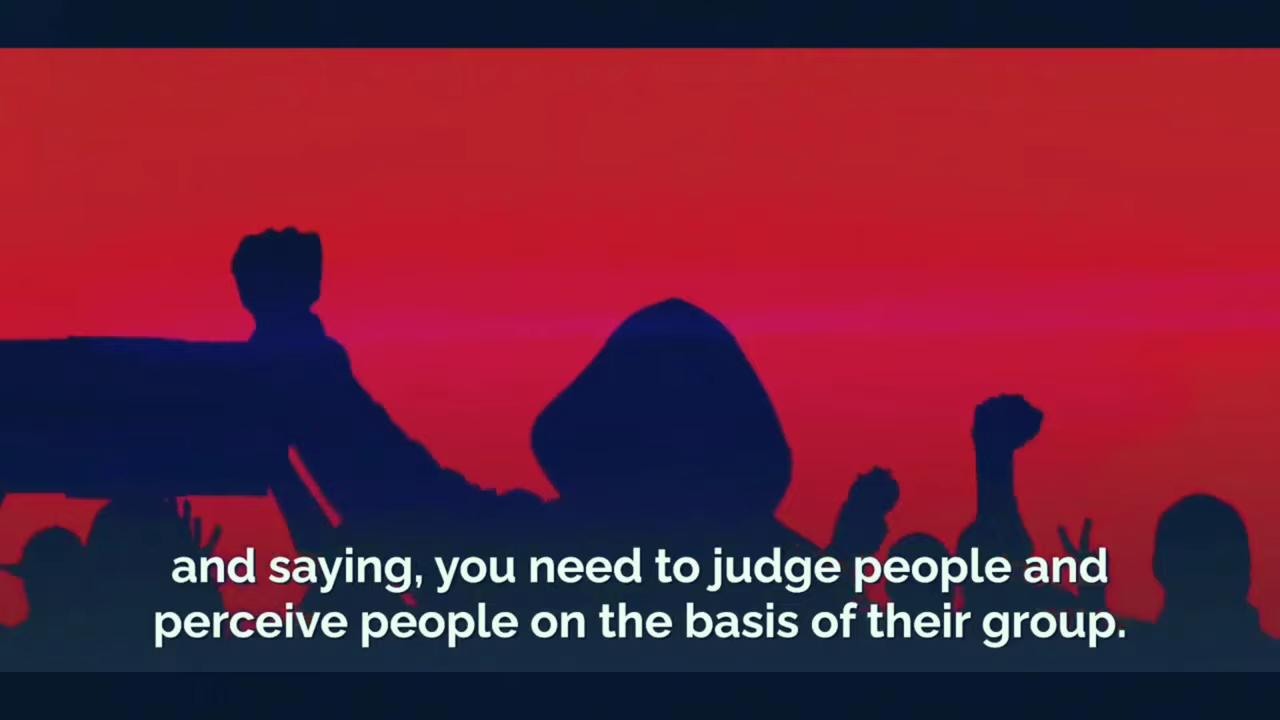 and saying, you need to judge people and
perceive people on the basis of their group.